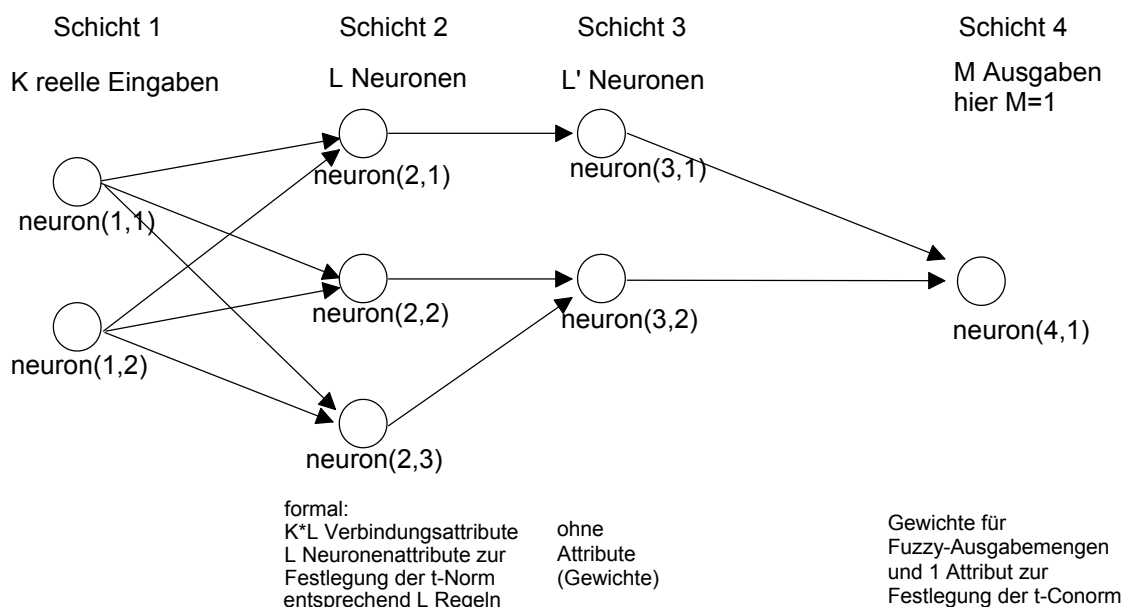 Schicht 1
Schicht 2
Schicht 3
Schicht 4
K reelle Eingaben
L Neuronen
L' Neuronen
M Ausgaben
hier M=1
neuron(1,1)
neuron(1,2)
neuron(2,1)
neuron(2,2)
neuron(2,3)
neuron(3,1)
neuron(3,2)
neuron(4,1)
formal:
K*L Verbindungsattribute
L Neuronenattribute zur
Festlegung der t-Norm
entsprechend L Regeln
ohne
Attribute
(Gewichte)
Gewichte für
Fuzzy-Ausgabemengen
und 1 Attribut zur
Festlegung der t-Conorm